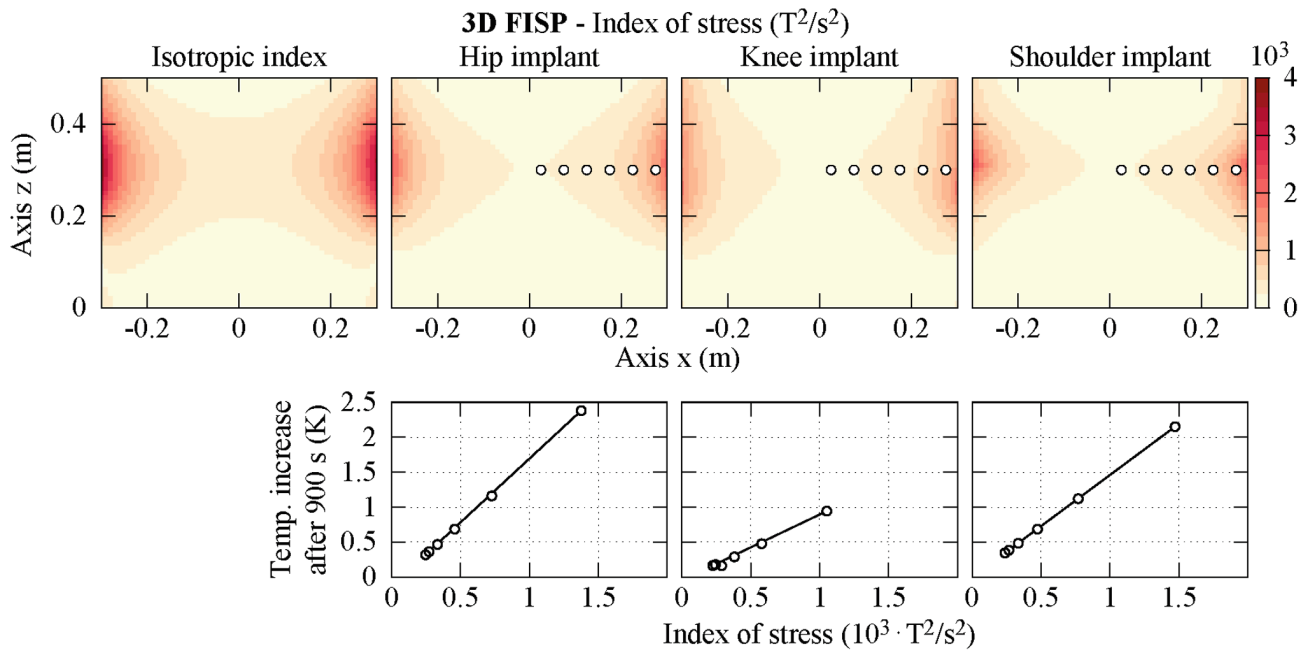 3D FISP - Index of stress (T²/s²)
Isotropic index
Hip implant
Knee implant
Shoulder implant
10³
Axis z (m)
0.4
0.2
0
4
3
2
1
0
-0.2 0 0.2
-0.2 0 0.2
-0.2 0 0.2
-0.2 0 0.2
Axis x (m)
Temp. increase
after 900 s (K)
2.5
2
1.5
1
0.5
0
0 0.5 1 1.5
0 0.5 1 1.5
0 0.5 1 1.5
Index of stress (10³ · T²/s²)